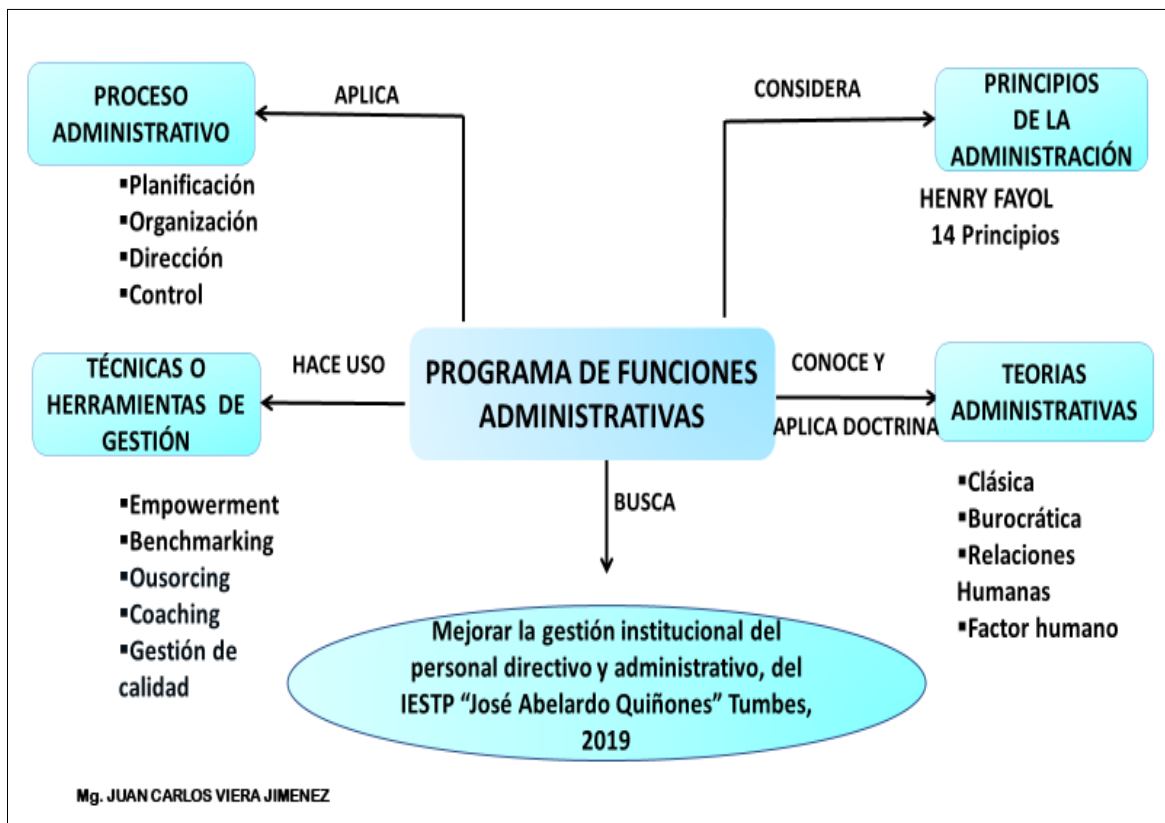 PROCESO
ADMINISTRATIVO
APLICA
▪Planificación
▪Organización
▪Dirección
▪Control
CONSIDERA
PRINCIPIOS
DE LA
ADMINISTRACIÓN
HENRY FAYOL
14 Principios
TÉCNICAS O
HERRAMIENTAS DE
GESTIÓN
HACE USO
▪Empowerment
▪Benchmarking
▪Ousorcing
▪Coaching
▪Gestión de
calidad
PROGRAMA DE FUNCIONES
ADMINISTRATIVAS
CONOCE Y
APLICA DOCTRINA
TEORIAS
ADMINISTRATIVAS
▪Clásica
▪Burocrática
▪Relaciones
Humanas
▪Factor humano
BUSCA
Mejorar la gestión institucional del
personal directivo y administrativo, del
IESTP “José Abelardo Quiñones” Tumbes,
2019
Mg. JUAN CARLOS VIERA JIMENEZ